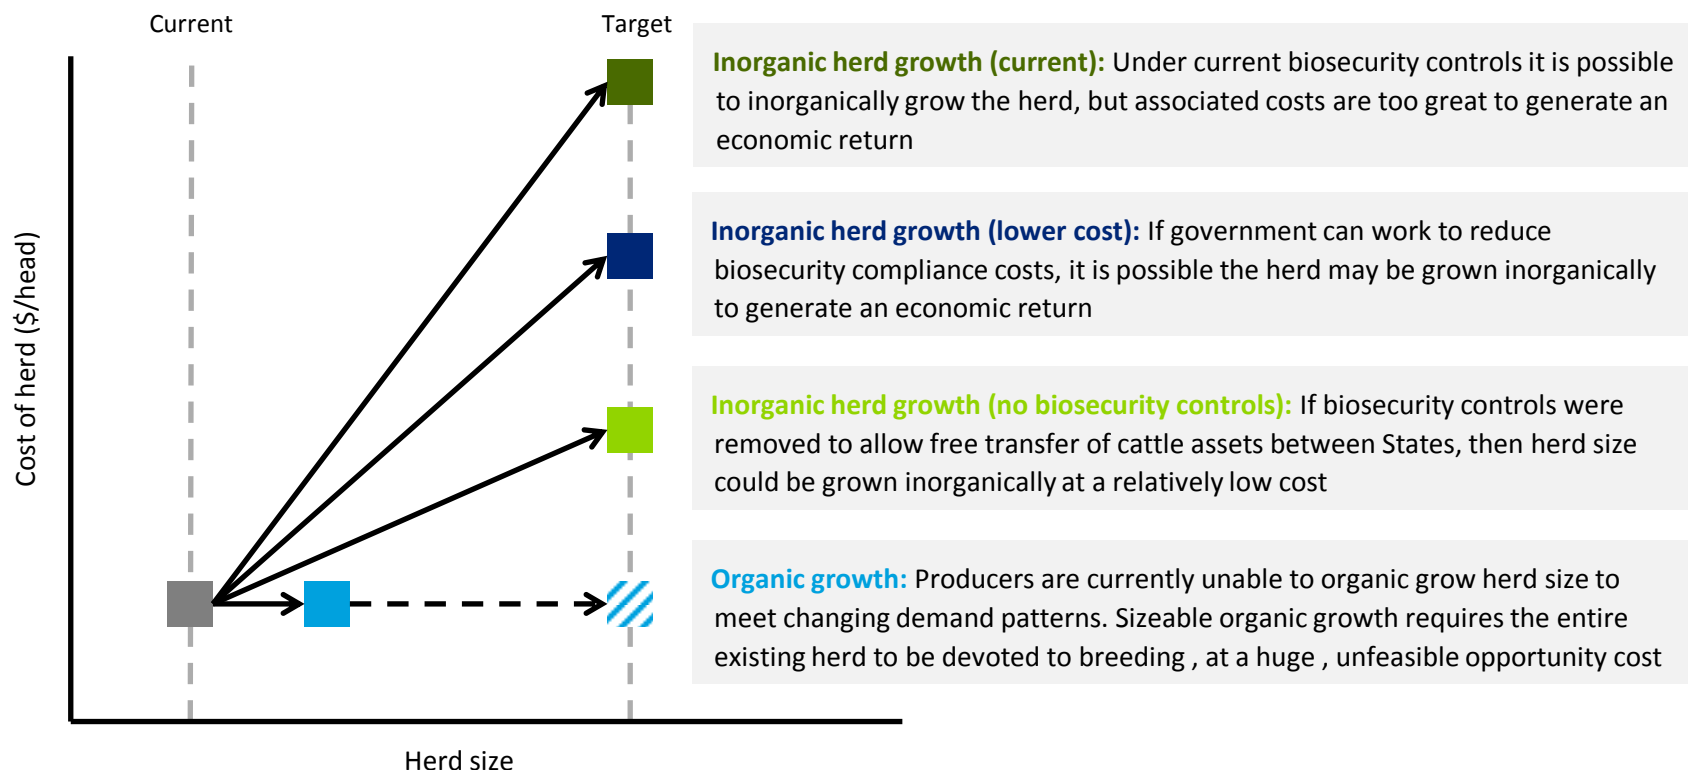 Current
Target
Cost of herd ($/head)
Herd size
Inorganic herd growth (current): Under current biosecurity controls it is possible
to inorganically grow the herd, but associated costs are too great to generate an
economic return
Inorganic herd growth (lower cost): If government can work to reduce
biosecurity compliance costs, it is possible the herd may be grown inorganically
to generate an economic return
Inorganic herd growth (no biosecurity controls): If biosecurity controls were
removed to allow free transfer of cattle assets between States, then herd size
could be grown inorganically at a relatively low cost
Organic growth: Producers are currently unable to organic grow herd size to
meet changing demand patterns. Sizeable organic growth requires the entire
existing herd to be devoted to breeding , at a huge , unfeasible opportunity cost